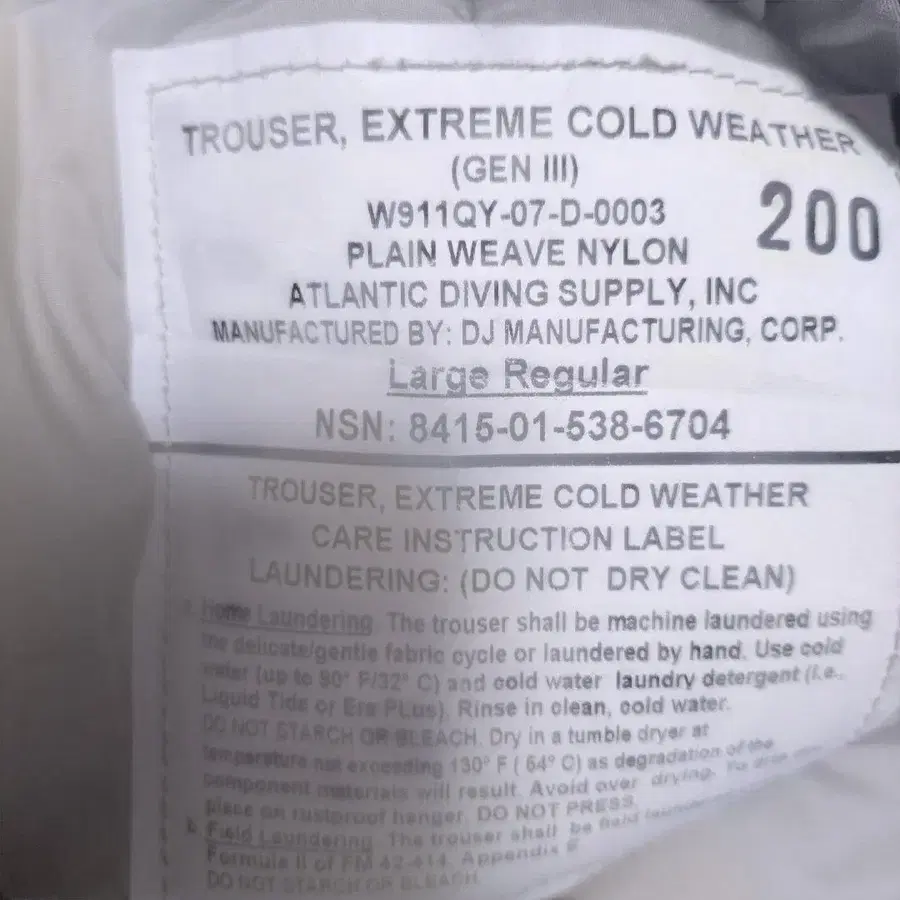 TROUSER, EXTREME COLD WEATHER
(GEN III)
W911QY-07-D-0003
200
PLAIN WEAVE NYLON
ATLANTIC DIVING SUPPLY, INC
MANUFACTURED BY: DJ MANUFACTURING, CORP.
Large Regular
NSN: 8415-01-538-6704
TROUSER, EXTREME COLD WEATHER
CARE INSTRUCTION LABEL
LAUNDERING: (DO NOT DRY CLEAN)
Home Laundering The trouser shall be machine laundered using
the delicate/gentle fabric cycle or laundered by hand. Use cold
water (up to 90° F/32° C) and cold water laundry detergent (i.e.
Liquid Tide or Era PLus). Rinse in clean, cold water.
DO NOT STARCH OR BLEACH. Dry in a tumble dryer at
temperature not exceeding 130° F ( 54° C) as degradation of the
component materials will result. Avoid over drying. To drip
place on rustproof hanger. DO NOT PRESS.
b. Field Laundering The trouser shall be field
Formula II of FM 42-414, Appendix
DO NOT STARCH OR BLEACH.